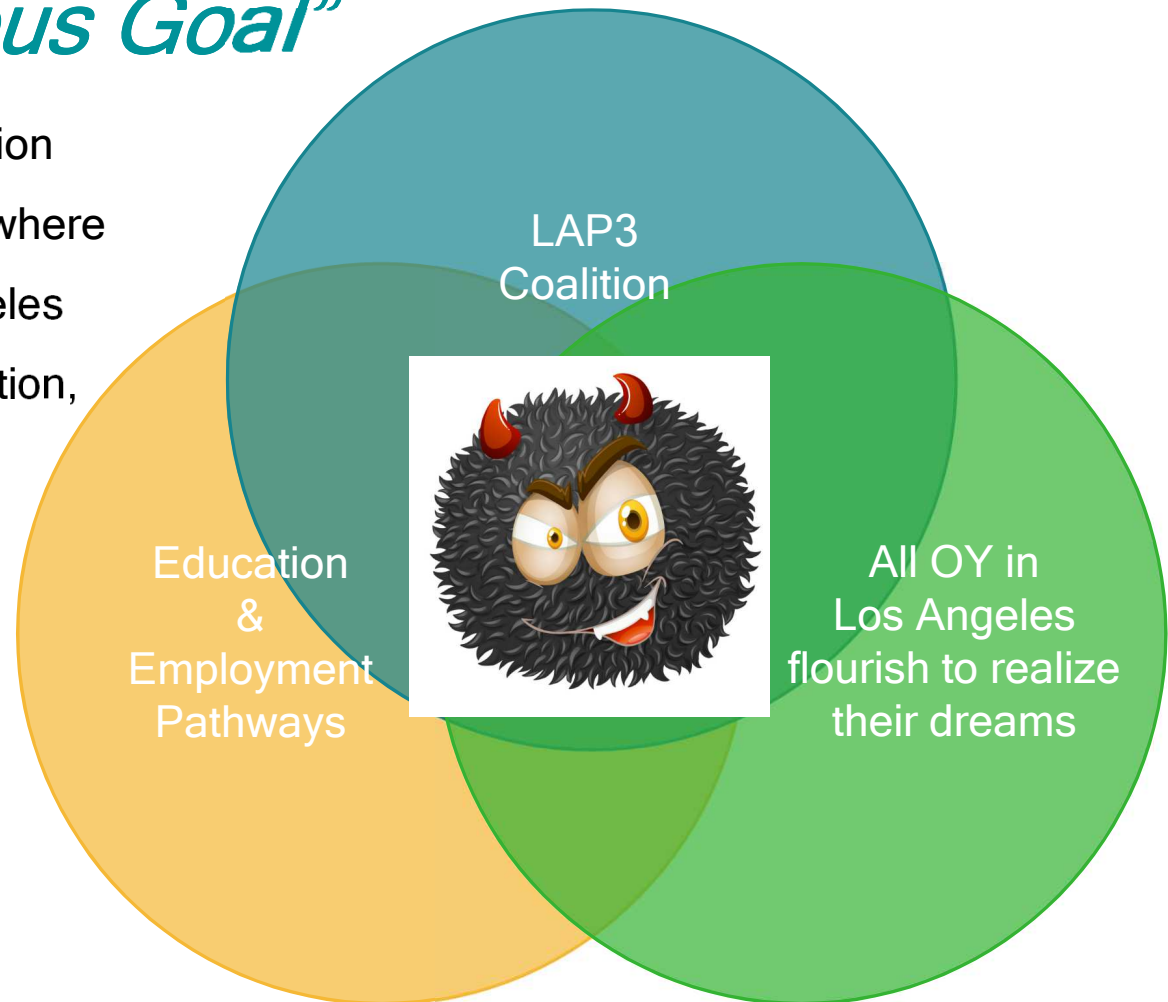 ous Goal”
ion
where
eles
tion,
LAP3
Coalition
Education
&
Employment
Pathways
All OY in
Los Angeles
flourish to realize
their dreams